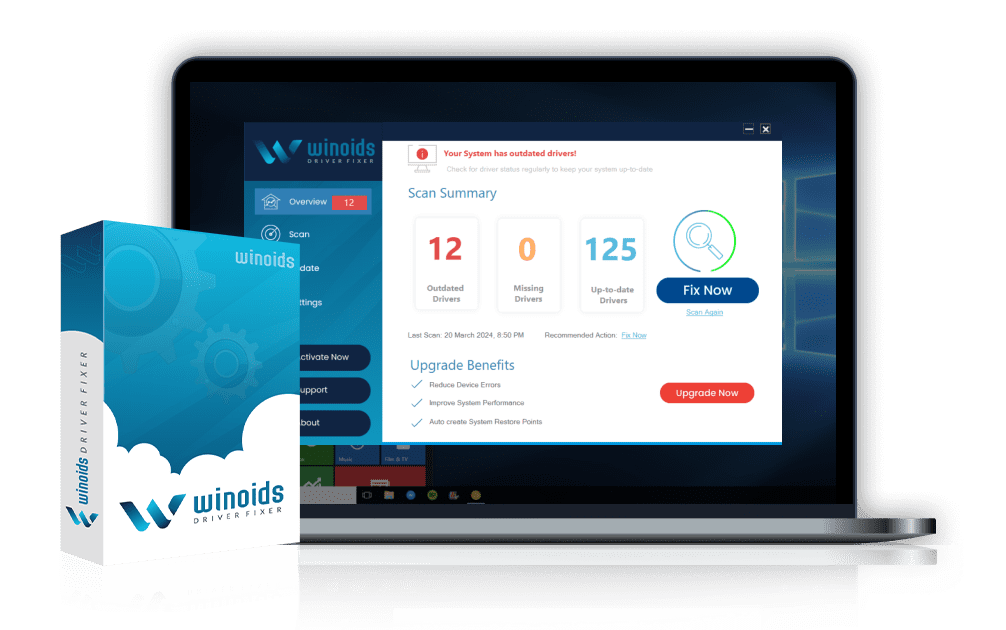 winoids
DRIVER FIXER
Overview 12
Scan
date
ttings
ctivate Now
upport
bout
Your System has outdated drivers!
Check for driver status regularly to keep your system up-to-date
Scan Summary
12
Outdated
Drivers
0
Missing
Drivers
125
Up-to-date
Drivers
Fix Now
Scan Again
Last Scan: 20 March 2024, 8:50 PM Recommended Action: Fix Now
Upgrade Benefits
Reduce Device Errors
Improve System Performance
Auto create System Restore Points
Upgrade Now
Music
Film & TV
winoids
winoids
DRIVER FIXER
winoids DRIVER FIXER